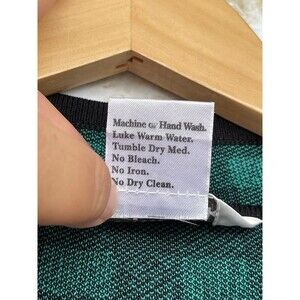 Machine or Hand Wash.
Luke Warm Water.
Tumble Dry Med.
No Bleach.
No Iron.
No Dry Clean.